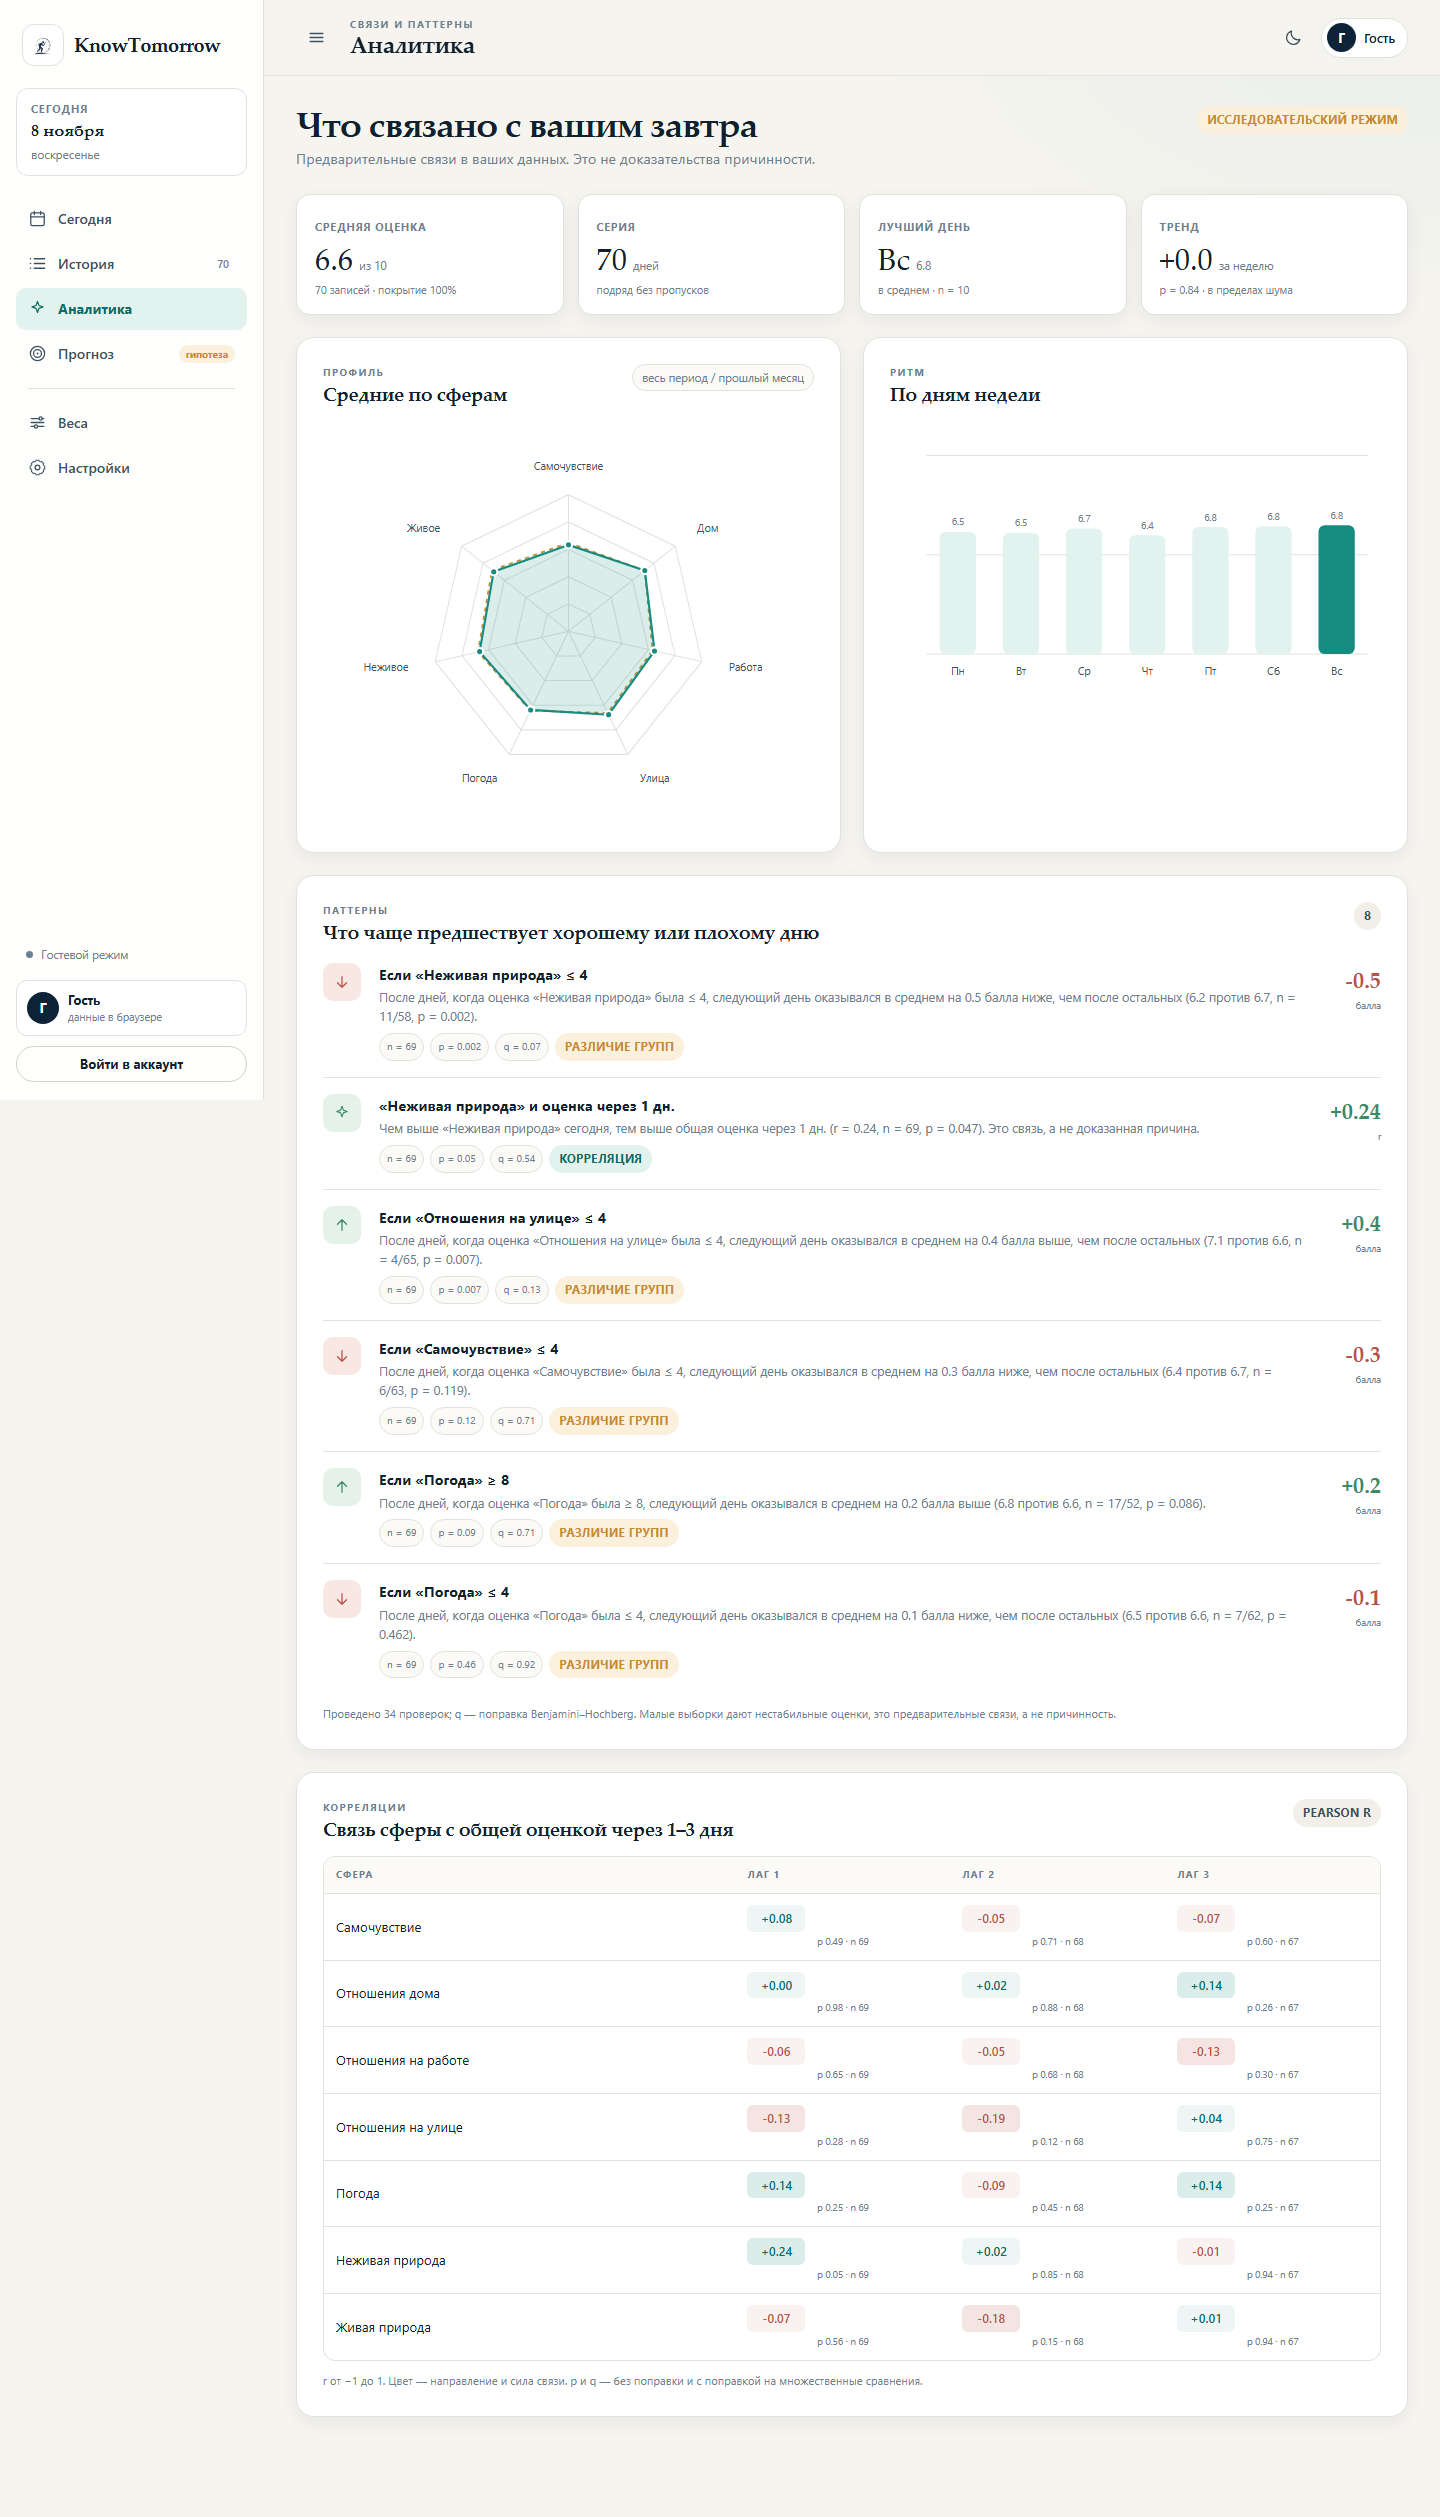 KnowTomorrow
СЕГОДНЯ
8 ноября
воскресенье
Сегодня
История 70
Аналитика
Прогноз гипотеза
Веса
Настройки
Гостевой режим
Г Гость
данные в браузере
Войти в аккаунт
СВЯЗИ И ПАТТЕРНЫ
Аналитика
Г Гость
Что связано с вашим завтра
ИССЛЕДОВАТЕЛЬСКИЙ РЕЖИМ
Предварительные связи в ваших данных. Это не доказательства причинности.
СРЕДНЯЯ ОЦЕНКА
6.6 из 10
70 записей · покрытие 100%
СЕРИЯ
70 дней
подряд без пропусков
ЛУЧШИЙ ДЕНЬ
Вс 6.8
в среднем · n = 10
ТРЕНД
+0.0 за неделю
p = 0.84 · в пределах шума
ПРОФИЛЬ
Средние по сферам
весь период / прошлый месяц
Самочувствие
Живое
Дом
Неживое
Работа
Погода
Улица
РИТМ
По дням недели
6.5 6.5 6.7 6.4 6.8 6.8 6.8
Пн Вт Ср Чт Пт Сб Вс
ПАТТЕРНЫ
Что чаще предшествует хорошему или плохому дню
8
Если «Неживая природа» ≤ 4
После дней, когда оценка «Неживая природа» была ≤ 4, следующий день оказывался в среднем на 0.5 балла ниже, чем после остальных (6.2 против 6.7, n =
11/58, p = 0.002).
n = 69 p = 0.002 q = 0.07 РАЗЛИЧИЕ ГРУПП
-0.5
балла
«Неживая природа» и оценка через 1 дн.
Чем выше «Неживая природа» сегодня, тем выше общая оценка через 1 дн. (r = 0.24, n = 69, p = 0.047). Это связь, а не доказанная причина.
n = 69 p = 0.05 q = 0.54 КОРРЕЛЯЦИЯ
+0.24
r
Если «Отношения на улице» ≤ 4
После дней, когда оценка «Отношения на улице» была ≤ 4, следующий день оказывался в среднем на 0.4 балла выше, чем после остальных (7.1 против 6.6, n
= 4/65, p = 0.007).
n = 69 p = 0.007 q = 0.13 РАЗЛИЧИЕ ГРУПП
+0.4
балла
Если «Самочувствие» ≤ 4
После дней, когда оценка «Самочувствие» была ≤ 4, следующий день оказывался в среднем на 0.3 балла ниже, чем после остальных (6.4 против 6.7, n =
6/63, p = 0.119).
n = 69 p = 0.12 q = 0.71 РАЗЛИЧИЕ ГРУПП
-0.3
балла
Если «Погода» ≥ 8
После дней, когда оценка «Погода» была ≥ 8, следующий день оказывался в среднем на 0.2 балла выше (6.8 против 6.6, n = 17/52, p = 0.086).
n = 69 p = 0.09 q = 0.71 РАЗЛИЧИЕ ГРУПП
+0.2
балла
Если «Погода» ≤ 4
После дней, когда оценка «Погода» была ≤ 4, следующий день оказывался в среднем на 0.1 балла ниже, чем после остальных (6.5 против 6.6, n = 7/62, p =
0.462).
n = 69 p = 0.46 q = 0.92 РАЗЛИЧИЕ ГРУПП
-0.1
балла
Проведено 34 проверок; q — поправка Benjamini–Hochberg. Малые выборки дают нестабильные оценки, это предварительные связи, а не причинность.
КОРРЕЛЯЦИИ
Связь сферы с общей оценкой через 1–3 дня
PEARSON R
СФЕРА ЛАГ 1 ЛАГ 2 ЛАГ 3
Самочувствие +0.08 -0.05 -0.07
p 0.49 · n 69 p 0.71 · n 68 p 0.60 · n 67
Отношения дома +0.00 +0.02 +0.14
p 0.98 · n 69 p 0.88 · n 68 p 0.26 · n 67
Отношения на работе -0.06 -0.05 -0.13
p 0.65 · n 69 p 0.68 · n 68 p 0.30 · n 67
Отношения на улице -0.13 -0.19 +0.04
p 0.28 · n 69 p 0.12 · n 68 p 0.75 · n 67
Погода +0.14 -0.09 +0.14
p 0.25 · n 69 p 0.45 · n 68 p 0.25 · n 67
Неживая природа +0.24 +0.02 -0.01
p 0.05 · n 69 p 0.85 · n 68 p 0.94 · n 67
Живая природа -0.07 -0.18 +0.01
p 0.56 · n 69 p 0.15 · n 68 p 0.94 · n 67
r от −1 до 1. Цвет — направление и сила связи. p и q — без поправки и с поправкой на множественные сравнения.